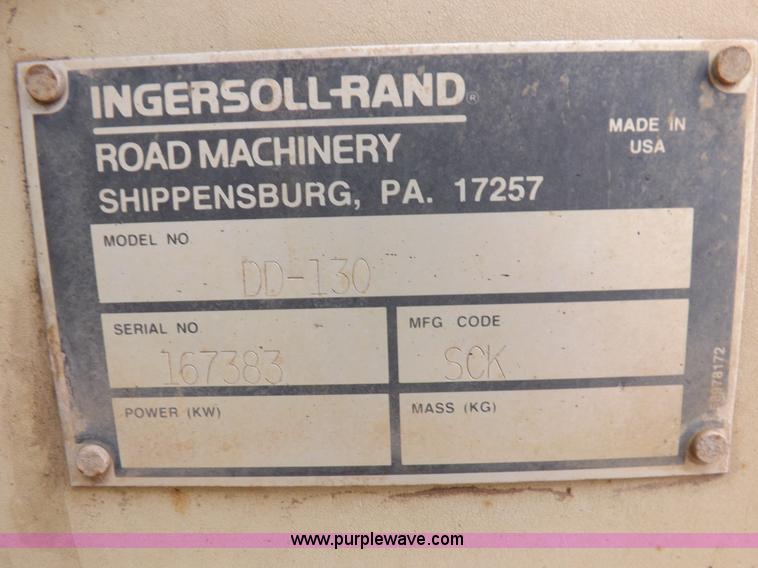 INGERSOLL-RAND®
ROAD MACHINERY
SHIPPENSBURG, PA. 17257
MADE IN
USA
MODEL NO
DD-130
SERIAL NO
167383
MFG CODE
SCK
POWER (KW)
MASS (KG)
www.purplewave.com